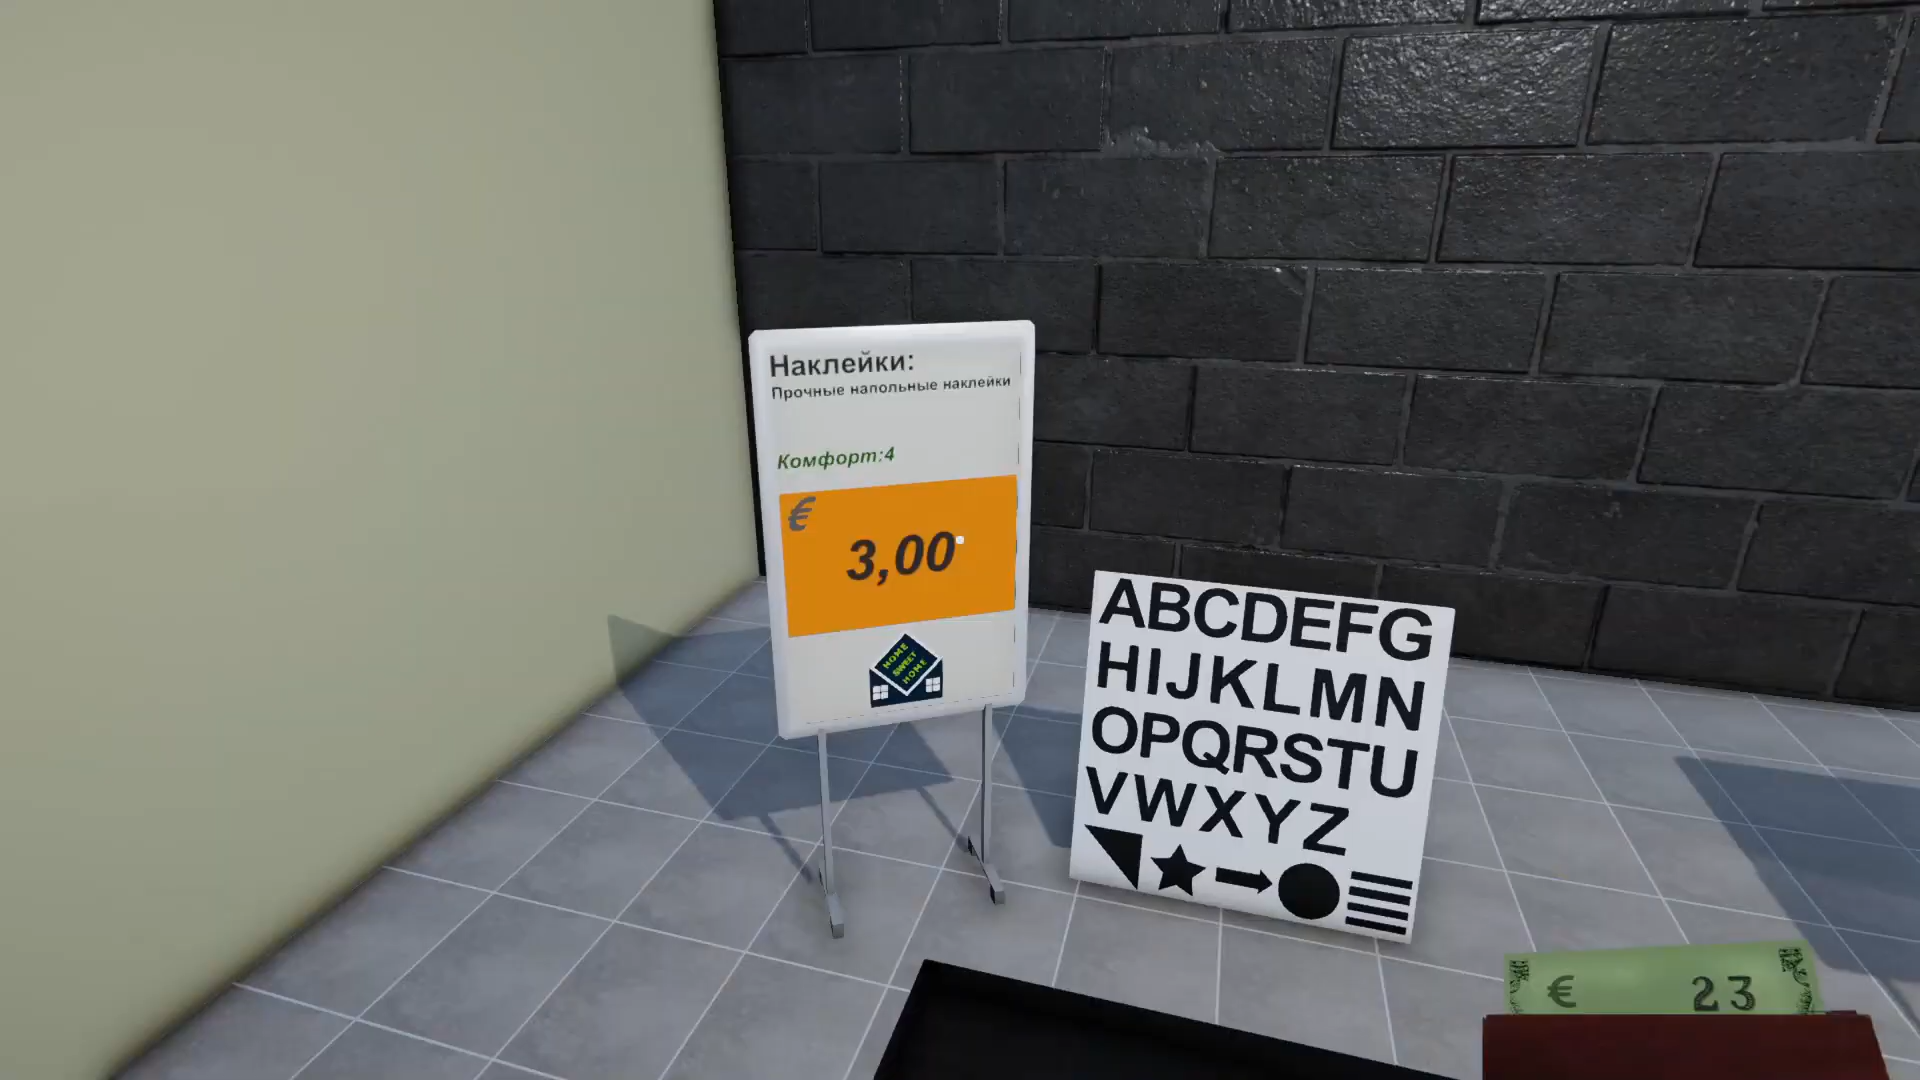 Наклейки:
Прочные напольные наклейки
Комфорт:4
€
3,00
HOME
SWEET
HOME
ABCDEFG
HIJKLMN
OPQRSTU
VWXYZ
€ 23